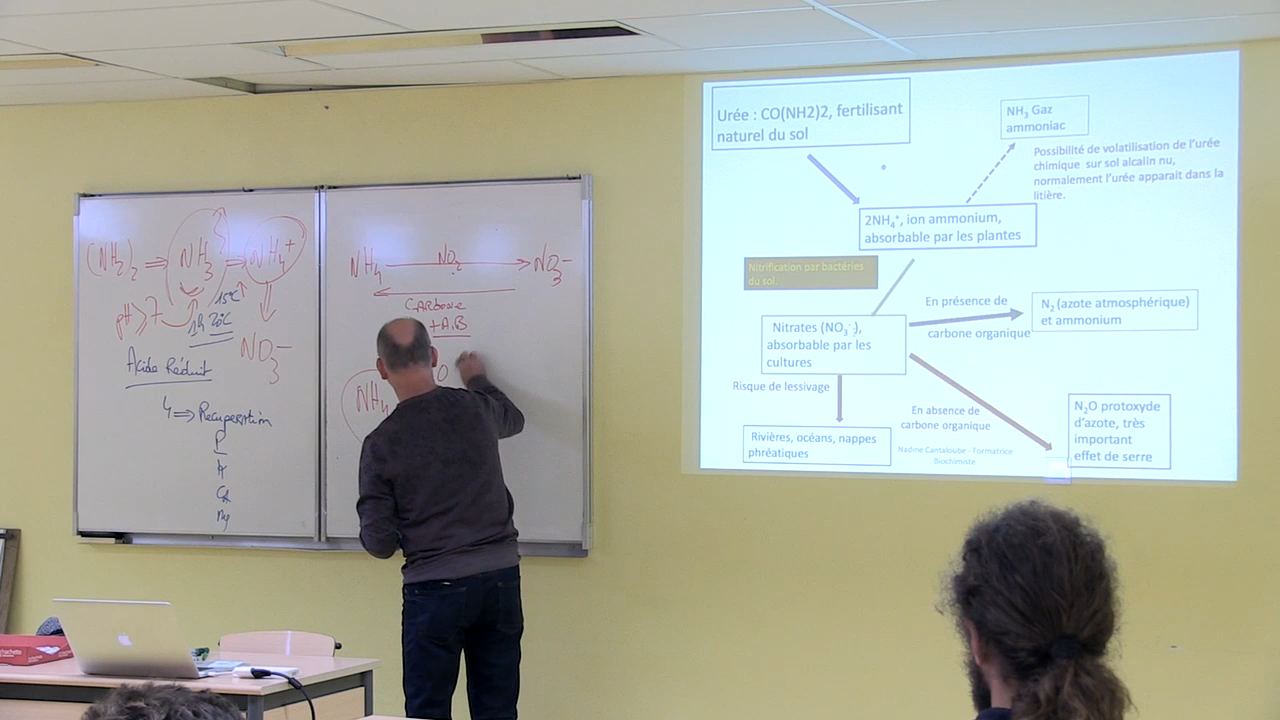 (NH2)2 ⇒ NH3 ⇒ NH4+
pH ≥ 7
15°C
1h 20°C
NO3-
Acide Réduit
4 ⇒ Recuperation
P
K
Ca
Mg
NH4 NO2 NO3-
CARbone
+A.B
NH4
O
Urée : CO(NH2)2, fertilisant
naturel du sol
NH3 Gaz
ammoniac
Possibilité de volatilisation de l'urée
chimique sur sol alcalin nu,
normalement l'urée apparait dans la
litière.
2NH4+, ion ammonium,
absorbable par les plantes
Nitrification par bactéries
du sol.
Nitrates (NO3-),
absorbable par les
cultures
En présence de
carbone organique
N2 (azote atmosphérique)
et ammonium
Risque de lessivage
En absence de
carbone organique
N2O protoxyde
d'azote, très
important
effet de serre
Rivières, océans, nappes
phréatiques
Nadine Cantaloube - Formatrice
Biochimiste